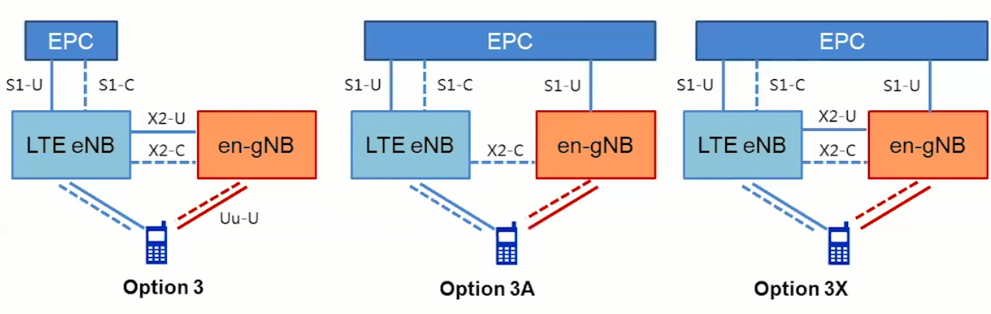 EPC
S1-U
S1-C
LTE eNB
X2-U
X2-C
en-gNB
Uu-U
Option 3
EPC
S1-U
S1-C
S1-U
LTE eNB
X2-C
en-gNB
Option 3A
EPC
S1-U
S1-C
S1-U
LTE eNB
X2-U
X2-C
en-gNB
Option 3X